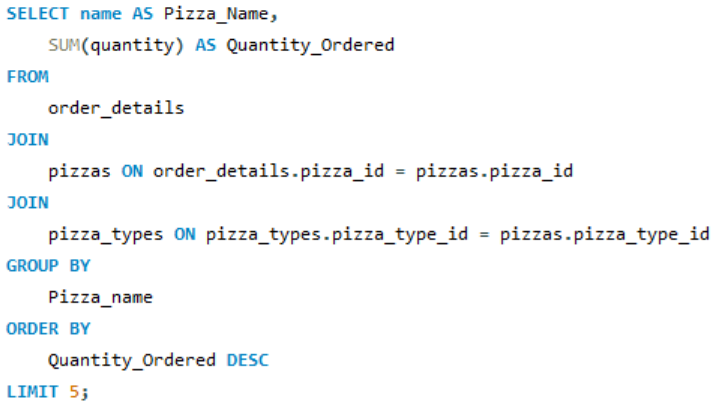 SELECT name AS Pizza_Name,
SUM(quantity) AS Quantity_Ordered
FROM
order_details
JOIN
pizzas ON order_details.pizza_id = pizzas.pizza_id
JOIN
pizza_types ON pizza_types.pizza_type_id = pizzas.pizza_type_id
GROUP BY
Pizza_name
ORDER BY
Quantity_Ordered DESC
LIMIT 5;